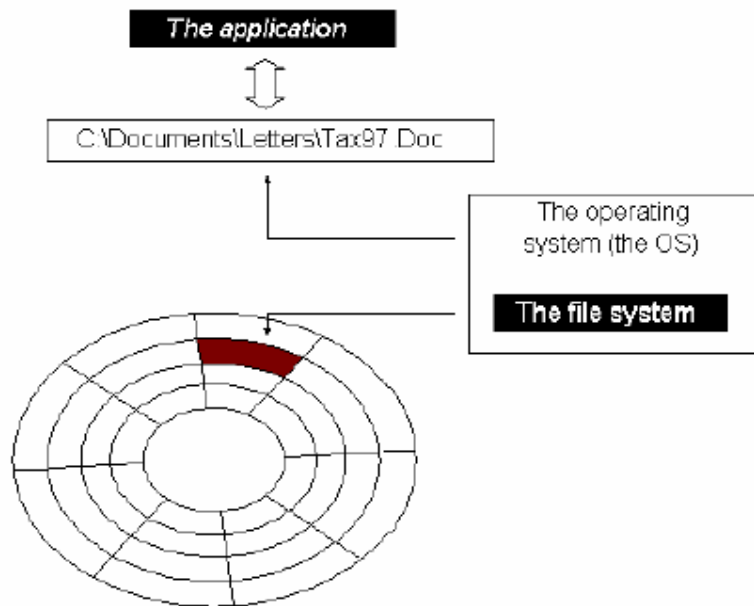 The application
C:\Documents\Letters\Tax97.Doc
The operating
system (the OS)
The file system